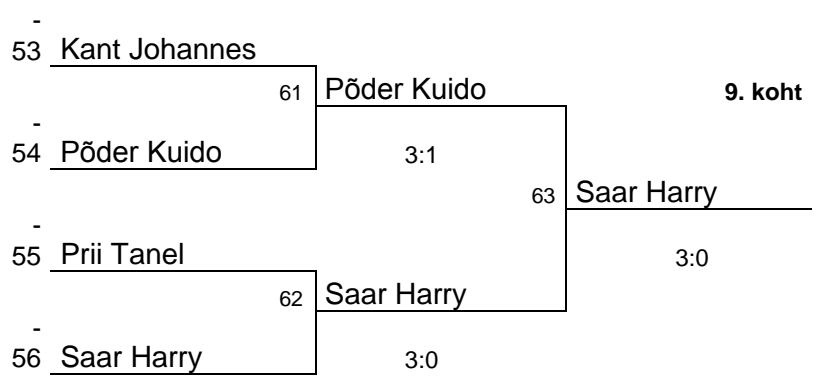 -
53 Kant Johannes
61 Põder Kuido 9. koht
-
54 Põder Kuido 3:1
63 Saar Harry
-
55 Prii Tanel 3:0
62 Saar Harry
-
56 Saar Harry 3:0